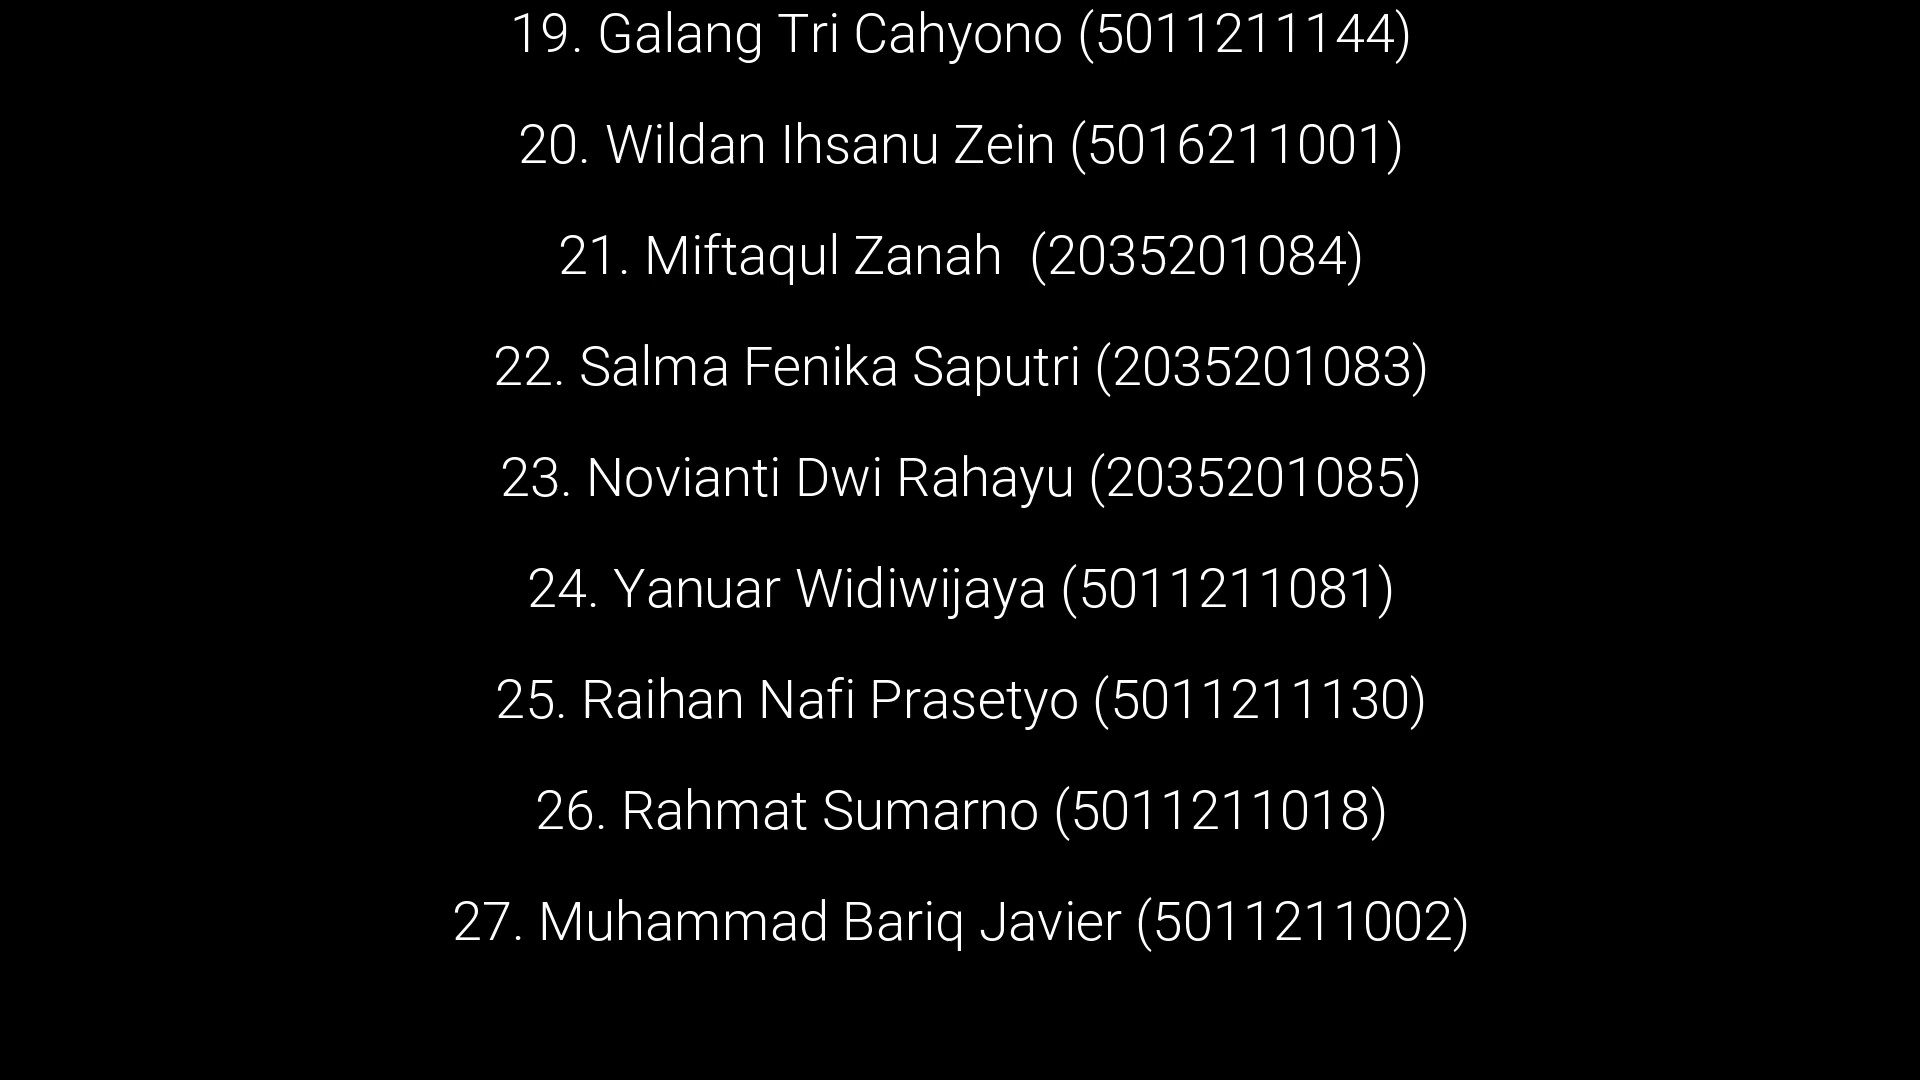 19. Galang Tri Cahyono (5011211144)
20. Wildan Ihsanu Zein (5016211001)
21. Miftaqul Zanah  (2035201084)
22. Salma Fenika Saputri (2035201083)
23. Novianti Dwi Rahayu (2035201085)
24. Yanuar Widiwijaya (5011211081)
25. Raihan Nafi Prasetyo (5011211130)
26. Rahmat Sumarno (5011211018)
27. Muhammad Bariq Javier (5011211002)